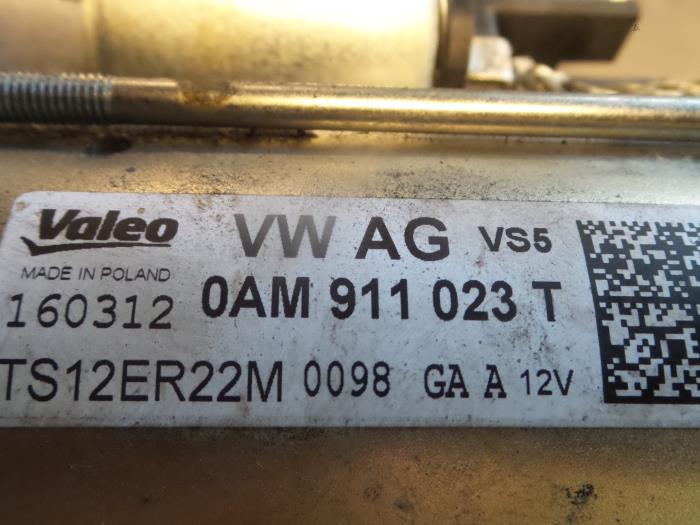 Valeo VW AG VS5
MADE IN POLAND
160312 0AM 911 023 T
TS12ER22M 0098 GA A 12V